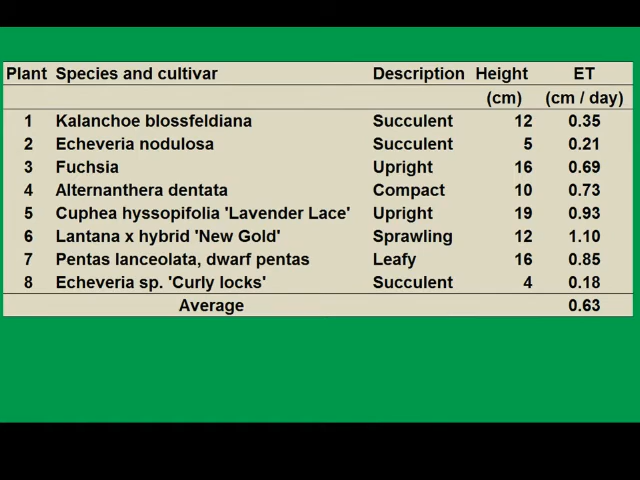 Plant Species and cultivar Description Height ET
(cm) (cm / day)
1 Kalanchoe blossfeldiana Succulent 12 0.35
2 Echeveria nodulosa Succulent 5 0.21
3 Fuchsia Upright 16 0.69
4 Alternanthera dentata Compact 10 0.73
5 Cuphea hyssopifolia 'Lavender Lace' Upright 19 0.93
6 Lantana x hybrid 'New Gold' Sprawling 12 1.10
7 Pentas lanceolata, dwarf pentas Leafy 16 0.85
8 Echeveria sp. 'Curly locks' Succulent 4 0.18
Average 0.63